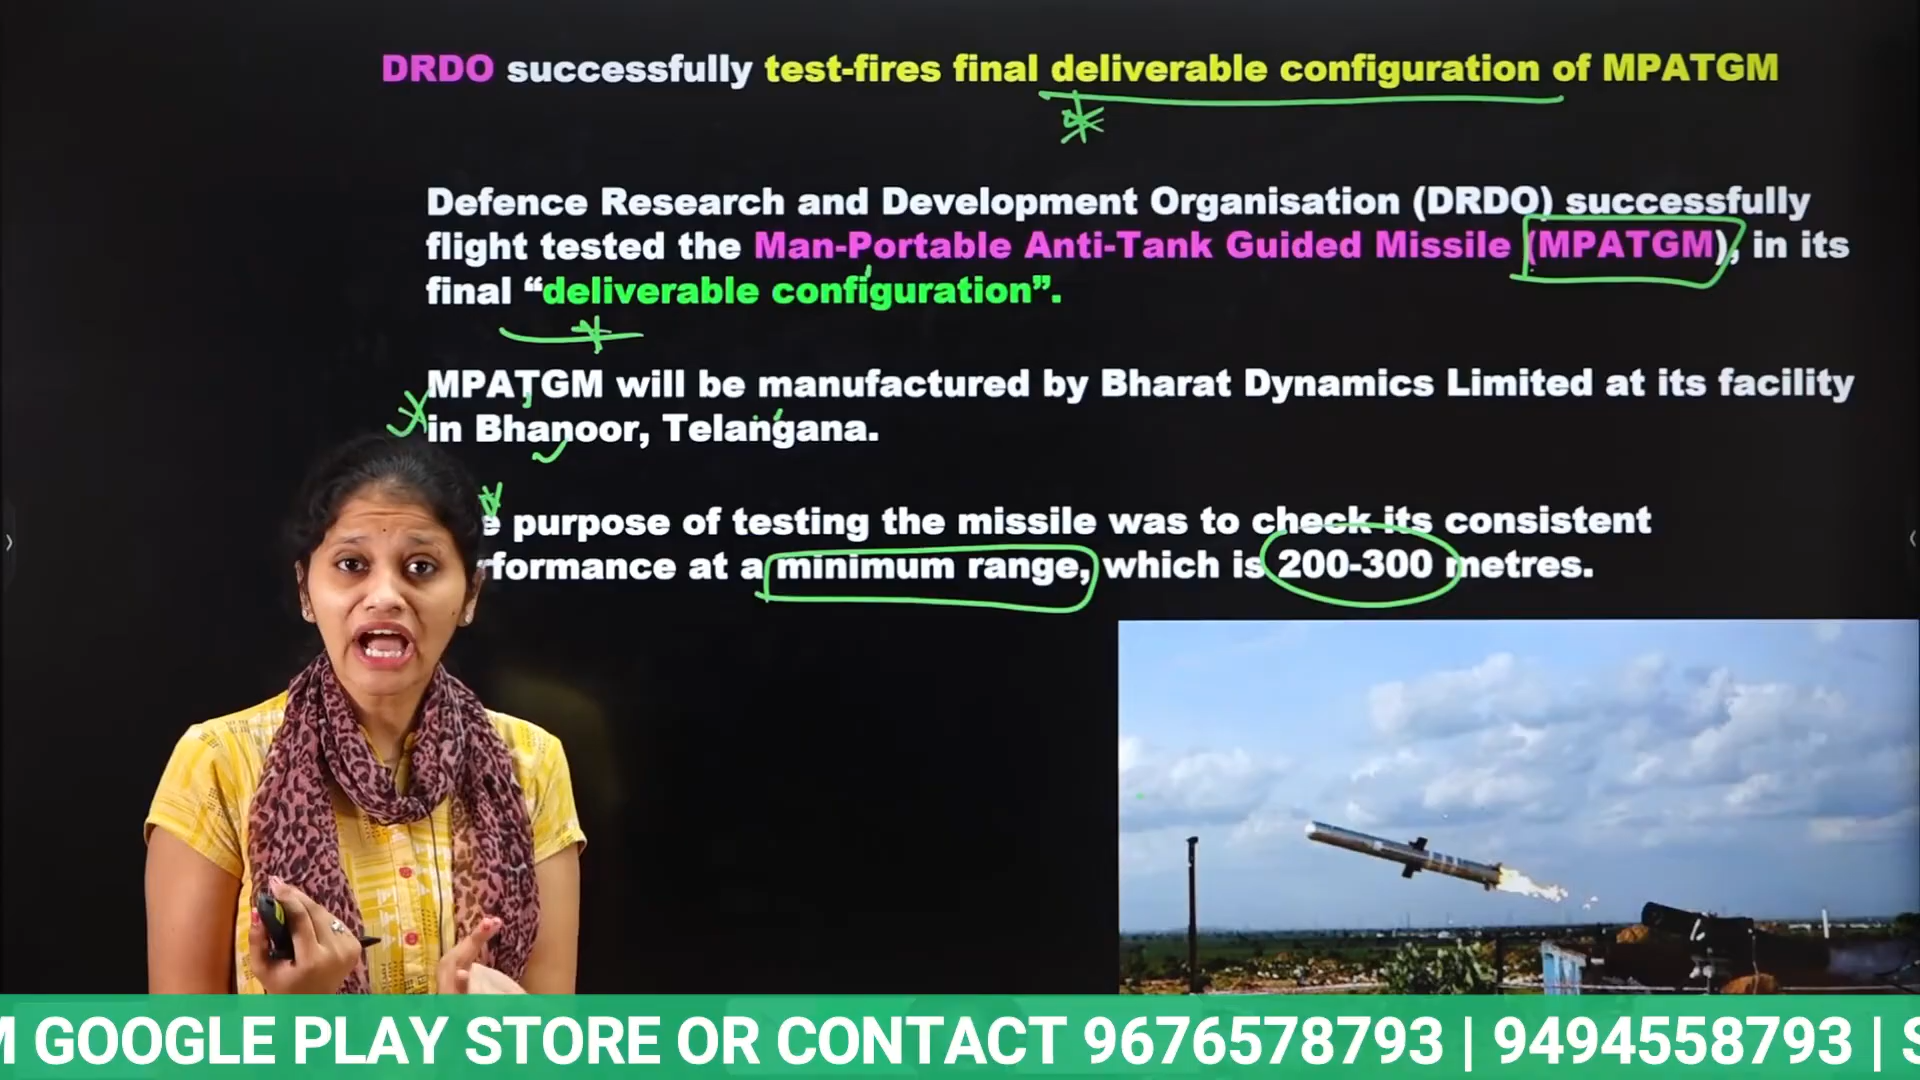 DRDO successfully test-fires final deliverable configuration of MPATGM
Defence Research and Development Organisation (DRDO) successfully
flight tested the Man-Portable Anti-Tank Guided Missile (MPATGM), in its
final “deliverable configuration”.
MPATGM will be manufactured by Bharat Dynamics Limited at its facility
in Bhanoor, Telangana.
purpose of testing the missile was to check its consistent
at a minimum range, which is 200-300 metres.
GOOGLE PLAY STORE OR CONTACT 9676578793 | 9494558793 |